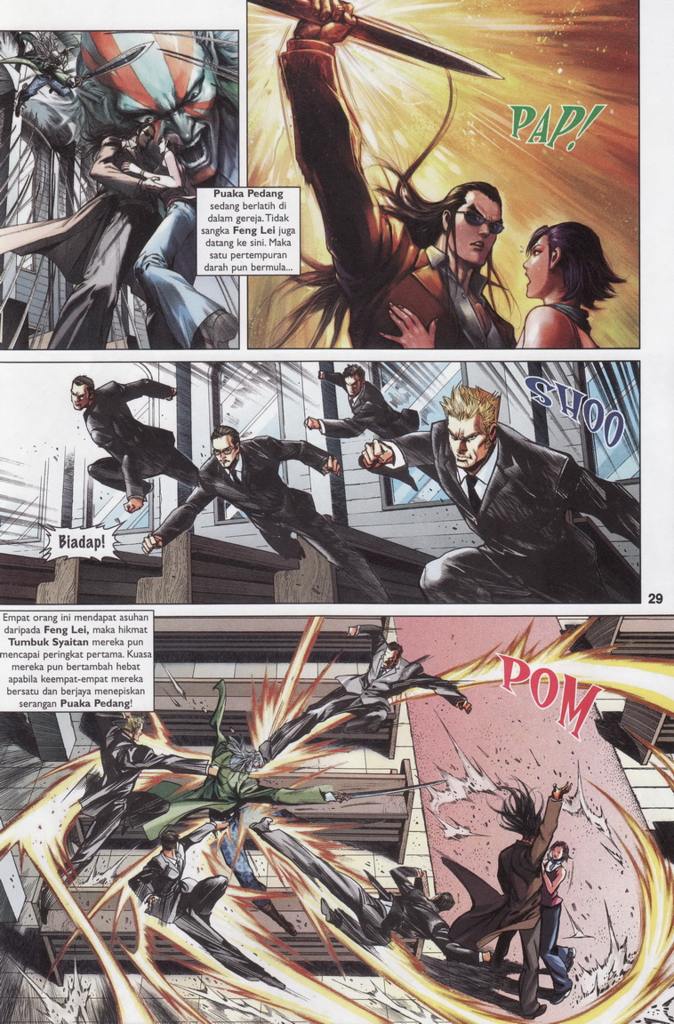 PAP!
Puaka Pedang
sedang berlatih di
dalam gereja. Tidak
sangka Feng Lei juga
datang ke sini. Maka
satu pertempuran
darah pun bermula...
SHOO
Biadap!
29
Empat orang ini mendapat asuhan
daripada Feng Lei, maka hikmat
Tumbuk Syaitan mereka pun
mencapai peringkat pertama. Kuasa
mereka pun bertambah hebat
apabila keempat-empat mereka
bersatu dan berjaya menepiskan
serangan Puaka Pedang!
POM